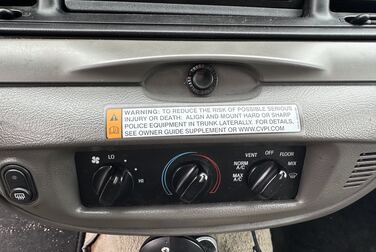 WARNING: TO REDUCE THE RISK OF POSSIBLE SERIOUS
INJURY OR DEATH: ALIGN AND MOUNT HARD OR SHARP
POLICE EQUIPMENT IN TRUNK LATERALLY. FOR DETAILS,
SEE OWNER GUIDE SUPPLEMENT OR WWW.CVPI.COM
LO
HI
VENT OFF FLOOR
NORM A/C
MIX
MAX A/C